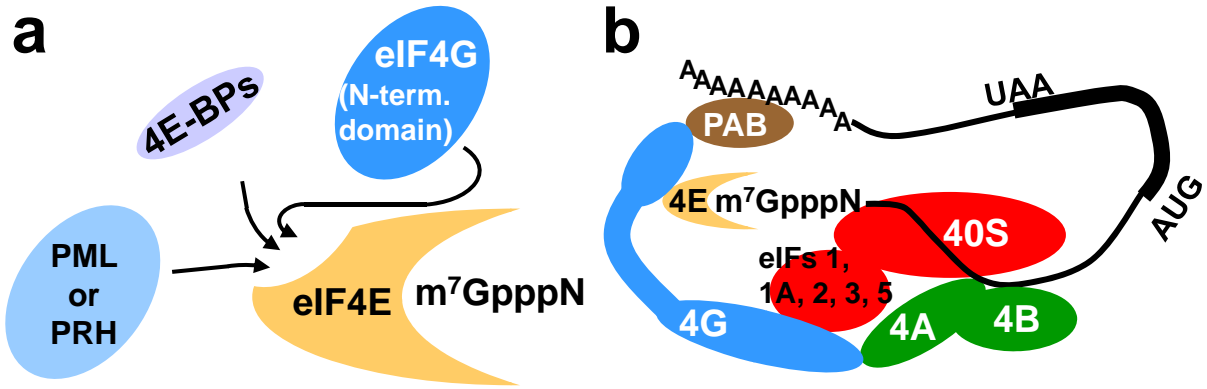 a
eIF4G
(N-term.
domain)
4E-BPs
PML
or
PRH
eIF4E
m⁷GpppN
b
AAAAAAAAAA
PAB
UAA
AUG
4E
m⁷GpppN
40S
eIFs 1,
1A, 2, 3, 5
4G
4A
4B